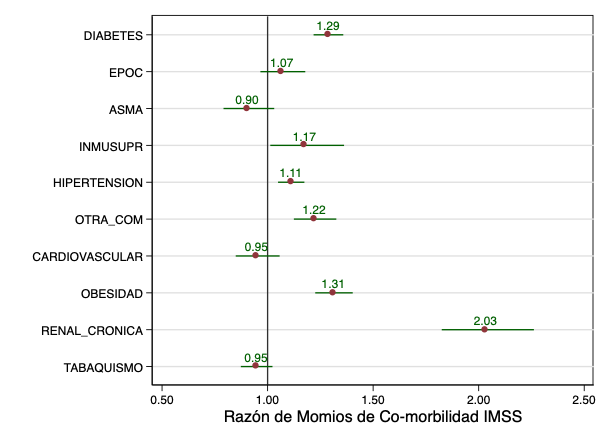 DIABETES 1.29
EPOC 1.07
ASMA 0.90
INMUSUPR 1.17
HIPERTENSION 1.11
OTRA_COM 1.22
CARDIOVASCULAR 0.95
OBESIDAD 1.31
RENAL_CRONICA 2.03
TABAQUISMO 0.95
0.50 1.00 1.50 2.00 2.50
Razón de Momios de Co-morbilidad IMSS